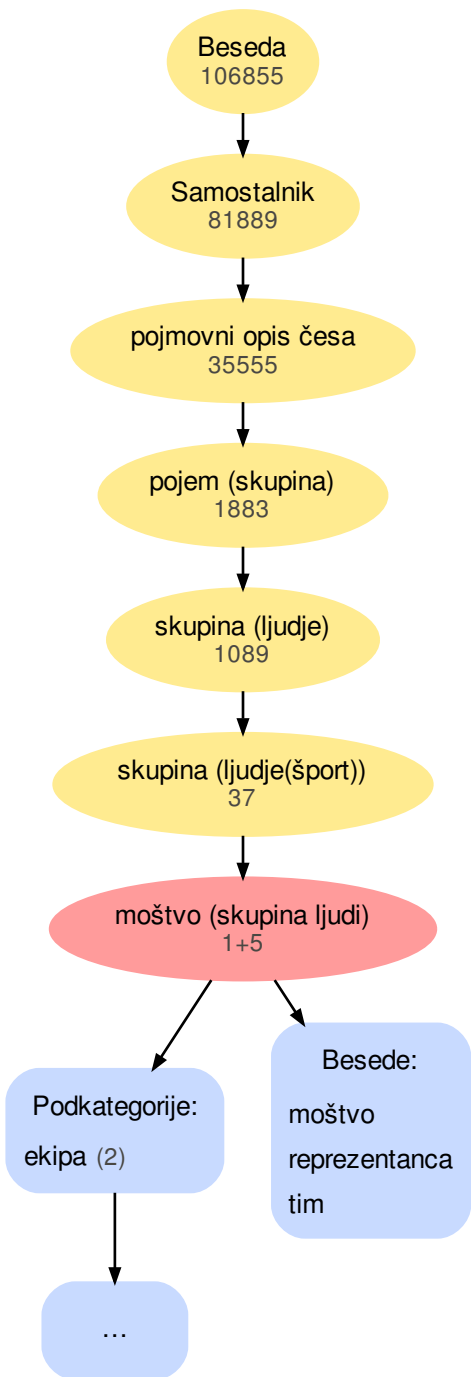 Beseda
106855
Samostalnik
81889
pojmovni opis česa
35555
pojem (skupina)
1883
skupina (ljudje)
1089
skupina (ljudje(šport))
37
moštvo (skupina ljudi)
1+5
Podkategorije:
ekipa (2)
Besede:
moštvo
reprezentanca
tim
...